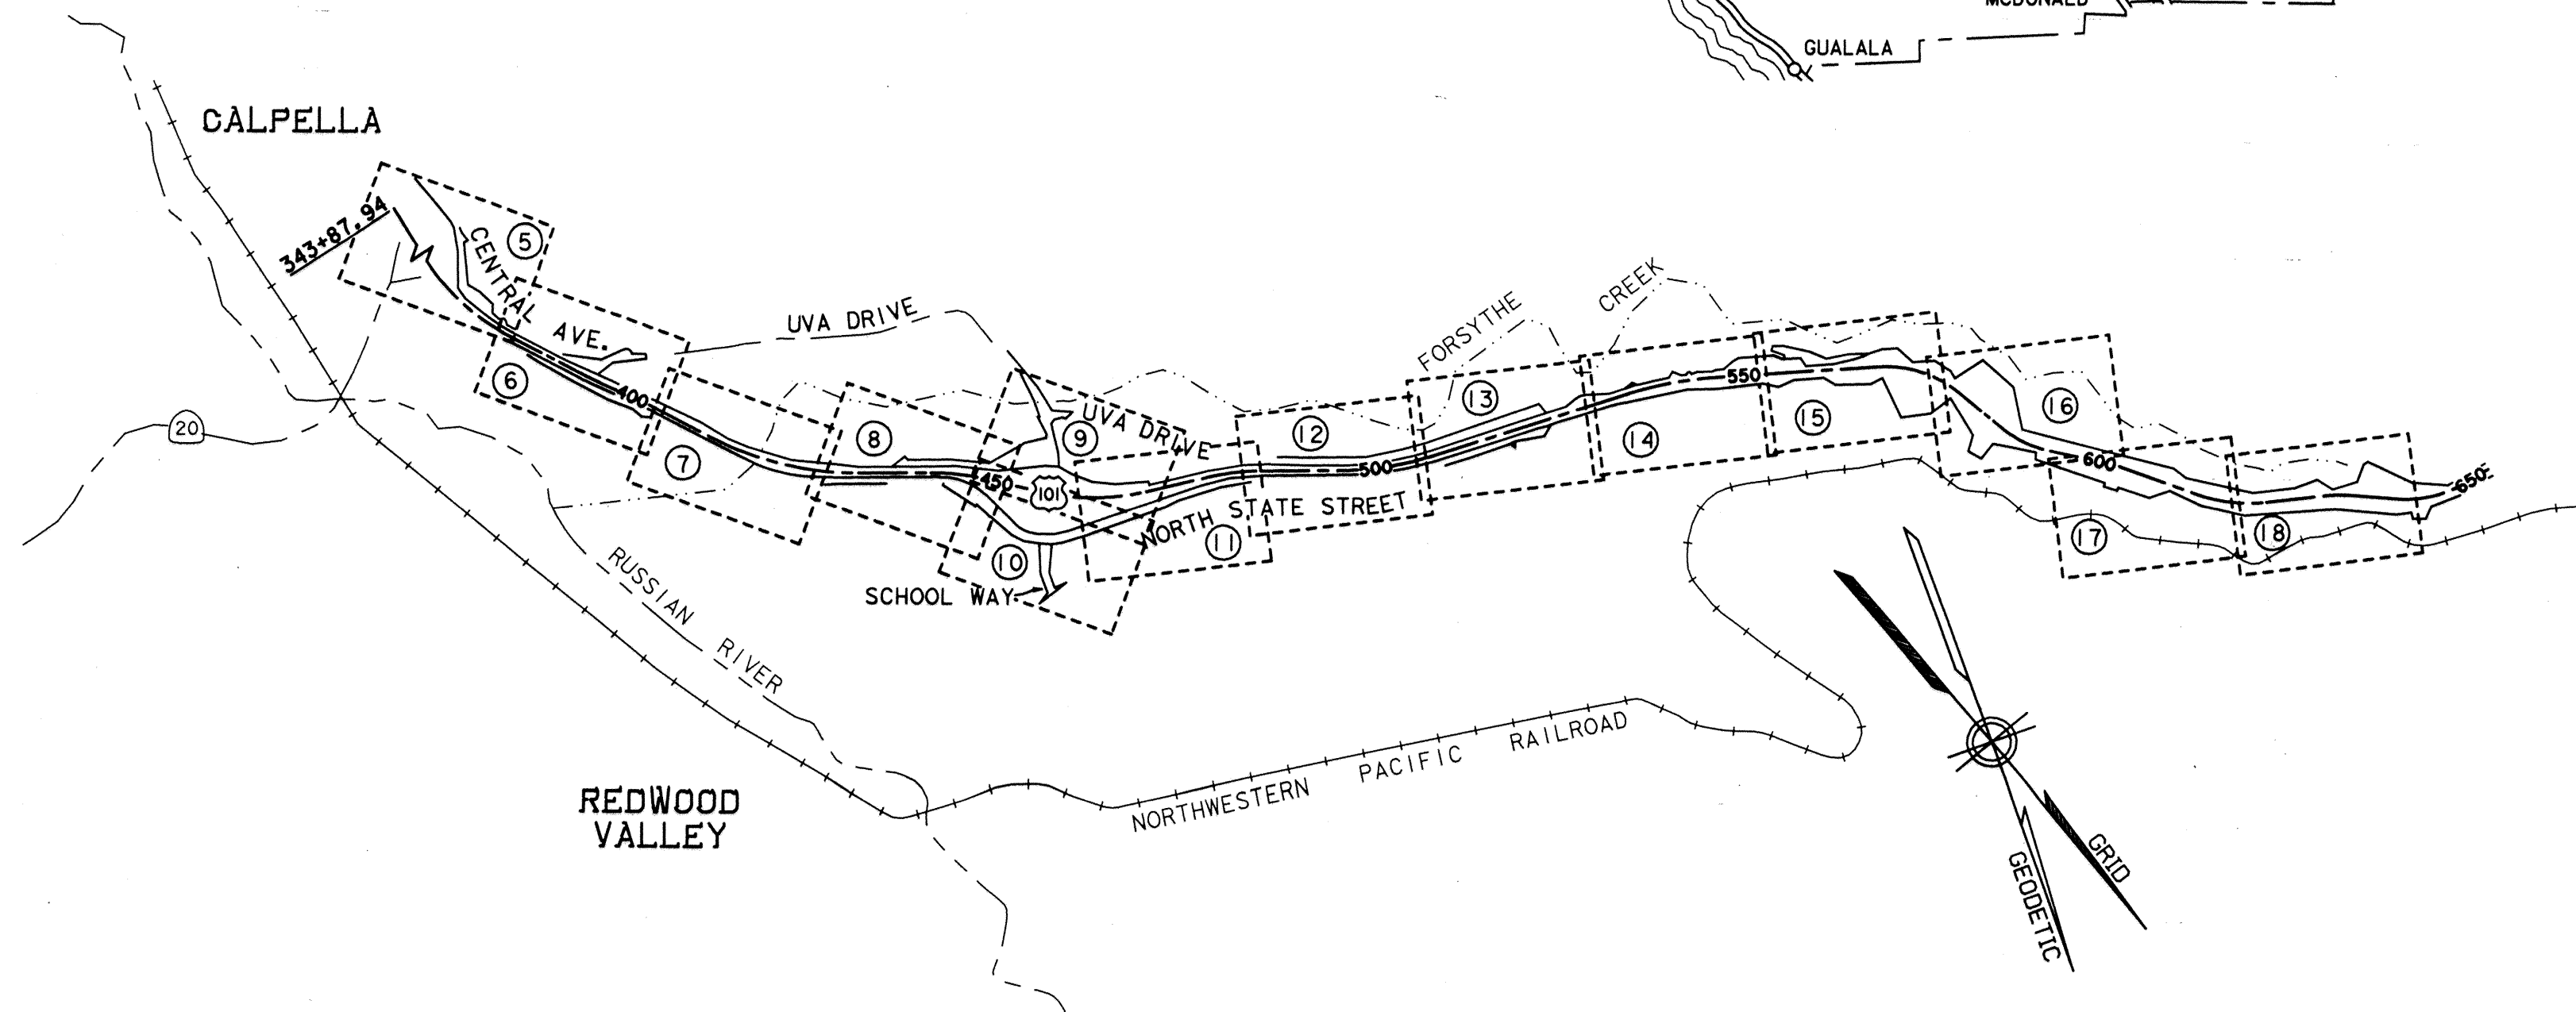 MCDONALD
GUALALA
CALPELLA
343+87.94
5
CENTRAL AVE.
UVA DRIVE
FORSYTHE CREEK
6
400
7
8
450
101
9
UVA DRIVE
10
SCHOOL WAY
11
NORTH STATE STREET
12
500
13
14
550
15
16
600
17
18
650
20
RUSSIAN RIVER
REDWOOD
VALLEY
NORTHWESTERN PACIFIC RAILROAD
GRID
GEODETIC